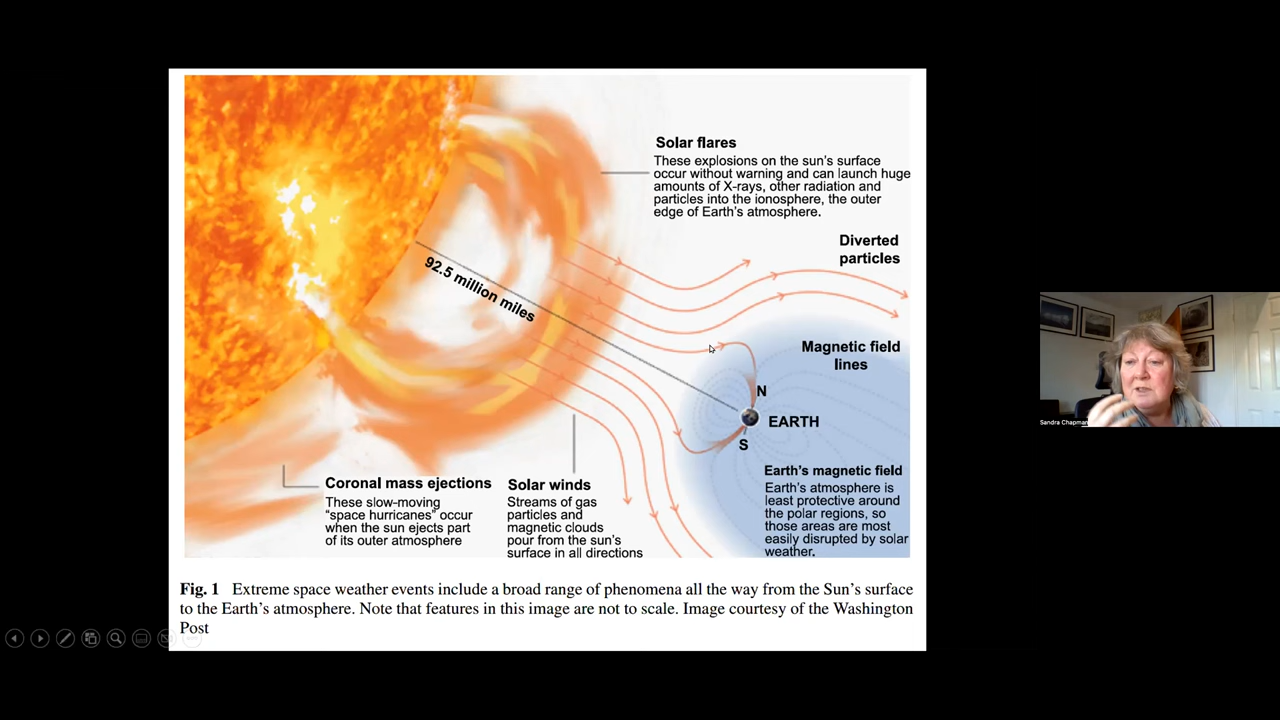 Solar flares
These explosions on the sun's surface
occur without warning and can launch huge
amounts of X-rays, other radiation and
particles into the ionosphere, the outer
edge of Earth's atmosphere.
Diverted
particles
92.5 million miles
Magnetic field
lines
N
EARTH
S
Earth's magnetic field
Earth's atmosphere is
least protective around
the polar regions, so
those areas are most
easily disrupted by solar
weather.
Coronal mass ejections
These slow-moving
"space hurricanes" occur
when the sun ejects part
of its outer atmosphere
Solar winds
Streams of gas
particles and
magnetic clouds
pour from the sun's
surface in all directions
Fig. 1 Extreme space weather events include a broad range of phenomena all the way from the Sun's surface
to the Earth's atmosphere. Note that features in this image are not to scale. Image courtesy of the Washington
Post
Sandra Chapman